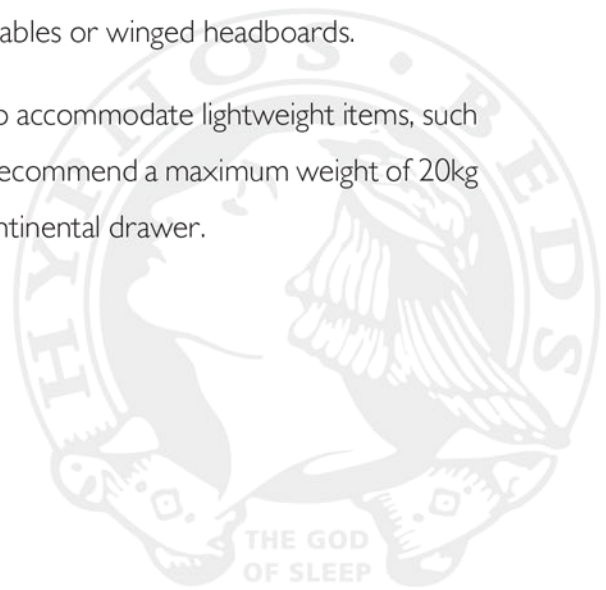 ables or winged headboards.
o accommodate lightweight items, such
recommend a maximum weight of 20kg
ntinental drawer.
HYPNOS · BEDS
THE GOD
OF SLEEP